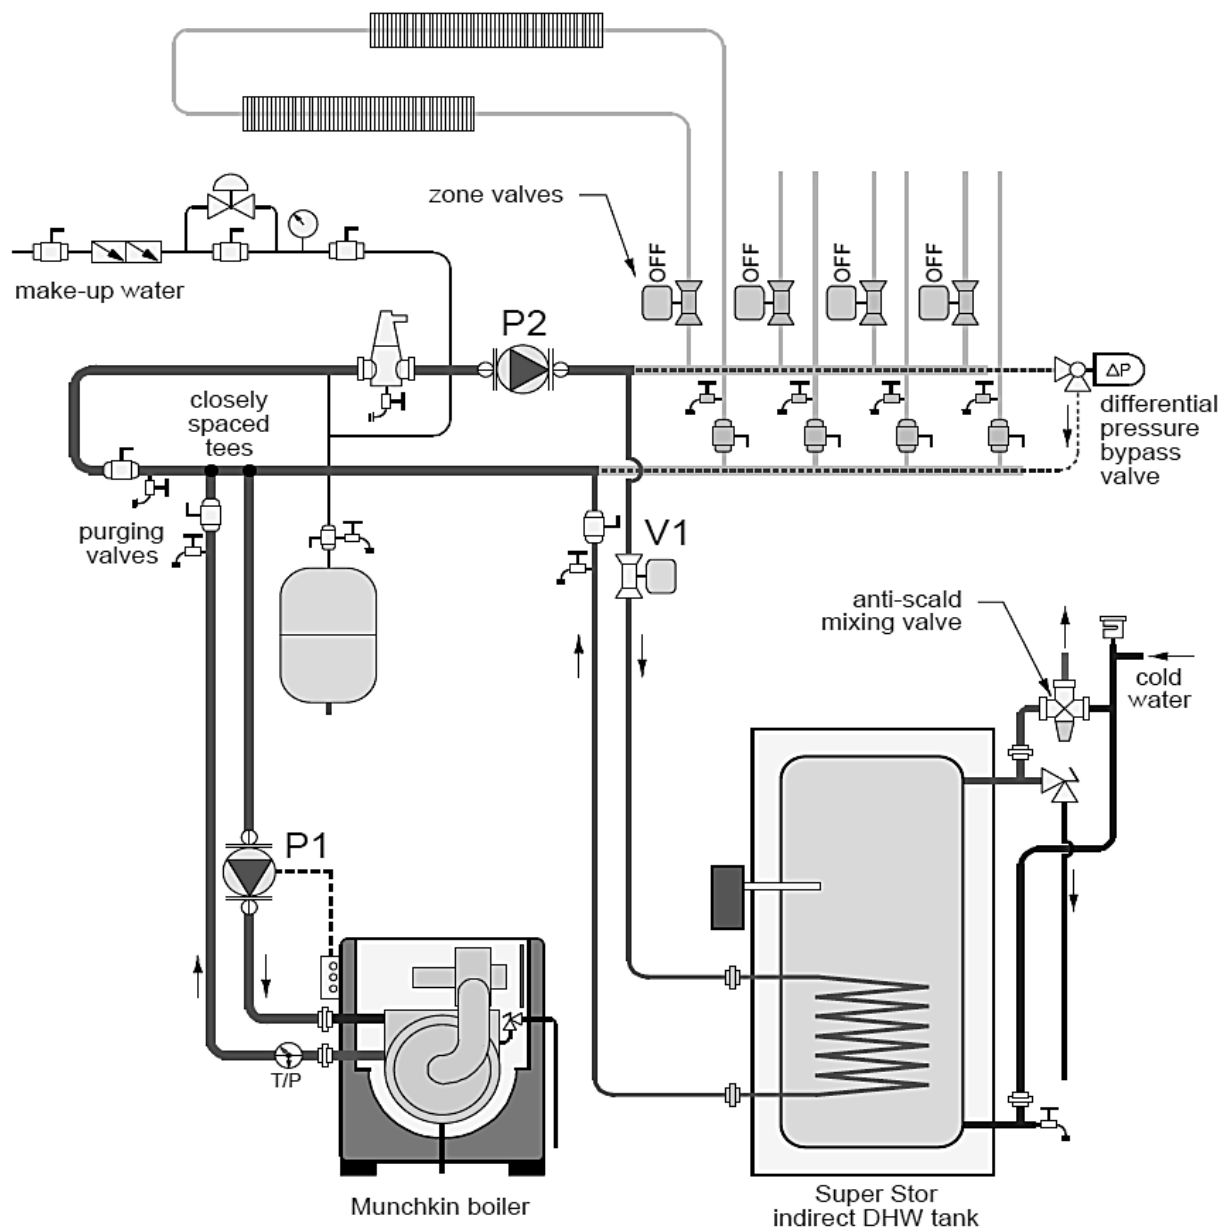 zone valves
OFF
OFF
OFF
OFF
make-up water
P2
ΔP
closely
spaced
tees
differential
pressure
bypass
valve
purging
valves
V1
anti-scald
mixing valve
cold
water
P1
T/P
Munchkin boiler
Super Stor
indirect DHW tank